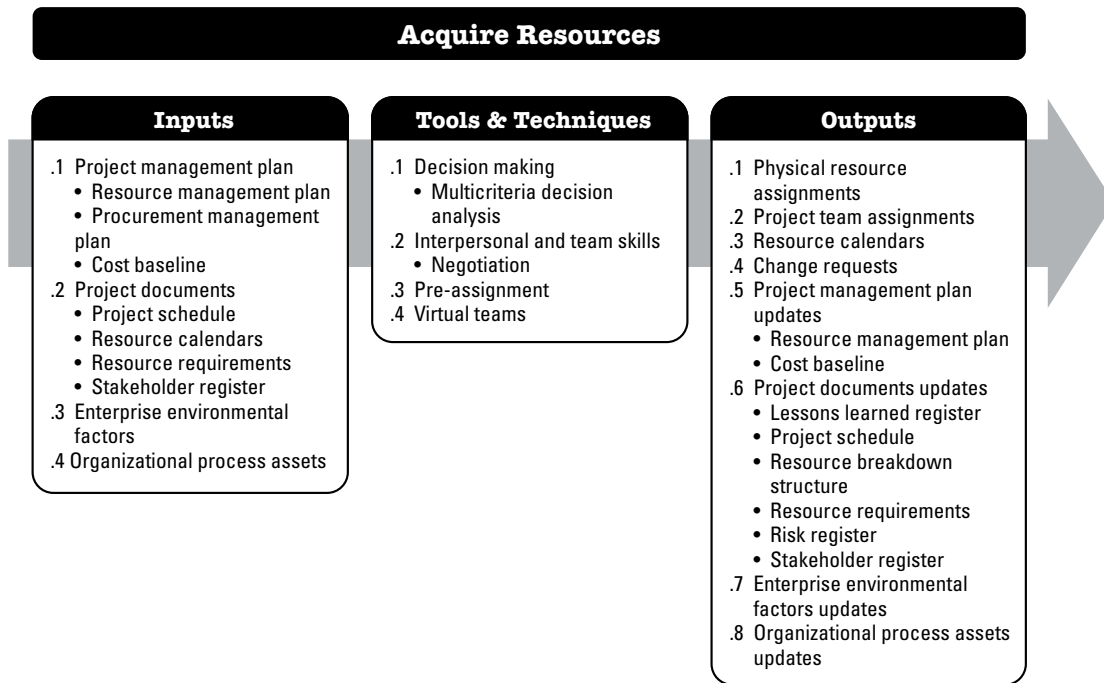 Acquire Resources
Inputs
.1 Project management plan
• Resource management plan
• Procurement management
plan
• Cost baseline
.2 Project documents
• Project schedule
• Resource calendars
• Resource requirements
• Stakeholder register
.3 Enterprise environmental
factors
.4 Organizational process assets
Tools & Techniques
.1 Decision making
• Multicriteria decision
analysis
.2 Interpersonal and team skills
• Negotiation
.3 Pre-assignment
.4 Virtual teams
Outputs
.1 Physical resource
assignments
.2 Project team assignments
.3 Resource calendars
.4 Change requests
.5 Project management plan
updates
• Resource management plan
• Cost baseline
.6 Project documents updates
• Lessons learned register
• Project schedule
• Resource breakdown
structure
• Resource requirements
• Risk register
• Stakeholder register
.7 Enterprise environmental
factors updates
.8 Organizational process assets
updates